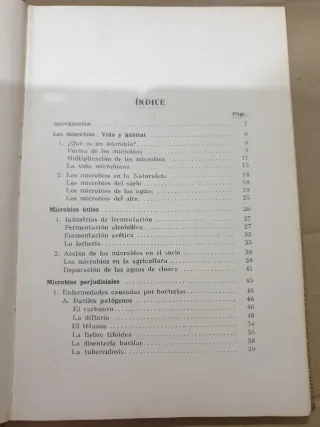 ÍNDICE
Págs.
Introducción 7
Los microbios : Vida y hábitat 9
1. ¿Qué es un microbio? 9
Forma de los microbios 9
Multiplicación de los microbios 11
La vida microbiana 15
2. Los microbios en la Naturaleza 18
Los microbios del suelo 18
Los microbios de las aguas 19
Los microbios del aire. 25
Microbios útiles 26
1. Industrias de fermentación 27
Fermentación alcohólica 27
Fermentación acética 33
La lechería 35
2. Acción de los microbios en el suelo 38
Los microbios en la agricultura 38
Depuración de las aguas de cloaca 41
Microbios perjudiciales 45
1. Enfermedades causadas por bacterias. 46
A. Bacilos patógenos 46
El carbunco 46
La difteria 48
El tétanos 54
La fiebre tifoidea 55
La disentería bacilar 58
La tuberculosis. 59